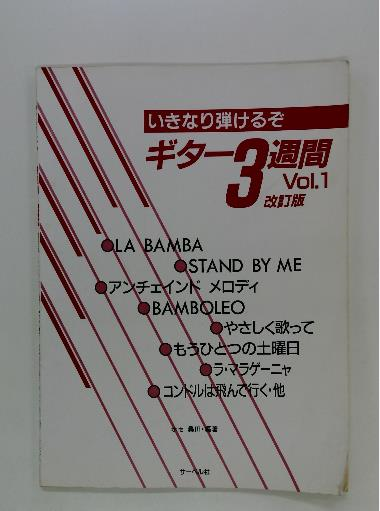 いきなり弾けるぞ
ギター3週間
Vol.1
改訂版
●LA BAMBA
●STAND BY ME
●アンチェインド メロディ
●BAMBOLEO
●やさしく歌って
●もうひとつの土曜日
●ラ・マラゲーニャ
●コンドルは飛んで行く・他
サーベル社